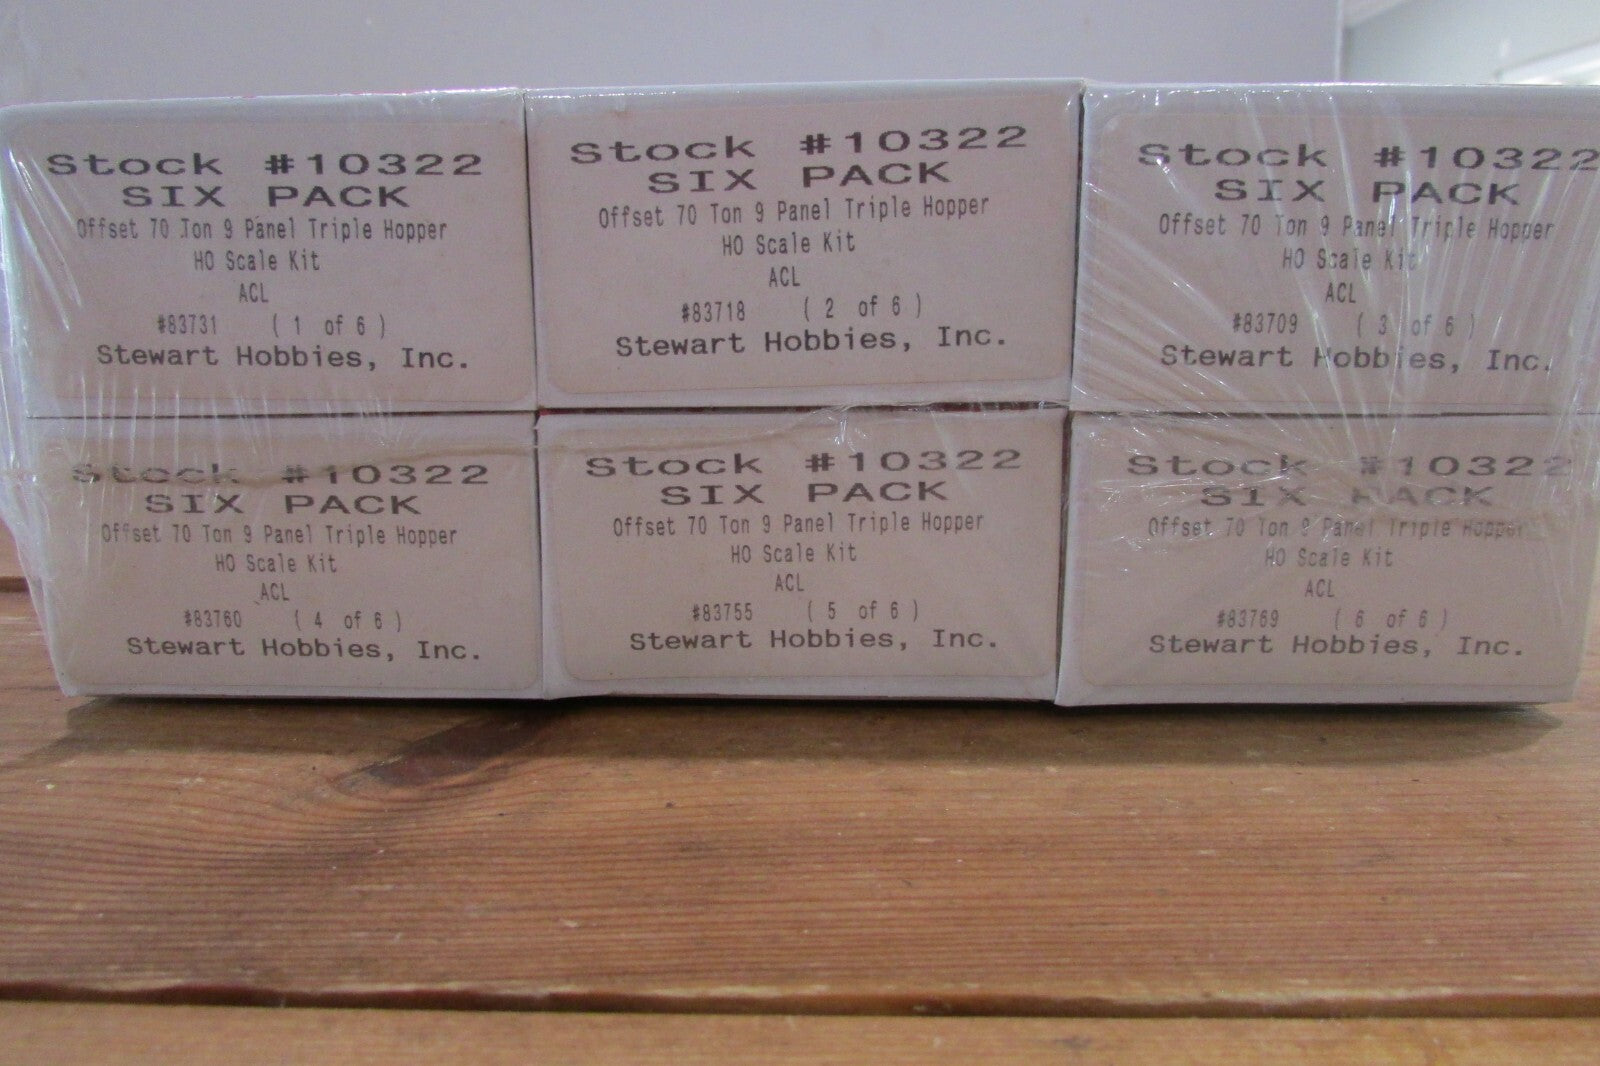 Stock #10322
SIX PACK
Offset 70 Ton 9 Panel Triple Hopper
HO Scale Kit
ACL
#83731 ( 1 of 6 )
Stewart Hobbies, Inc.
Stock #10322
SIX PACK
Offset 70 Ton 9 Panel Triple Hopper
HO Scale Kit
ACL
#83718 ( 2 of 6 )
Stewart Hobbies, Inc.
Stock #10322
SIX PACK
Offset 70 Ton 9 Panel Triple Hopper
HO Scale Kit
ACL
#83709 ( 3 of 6 )
Stewart Hobbies, Inc.
Stock #10322
SIX PACK
Offset 70 Ton 9 Panel Triple Hopper
HO Scale Kit
ACL
#83760 ( 4 of 6 )
Stewart Hobbies, Inc.
Stock #10322
SIX PACK
Offset 70 Ton 9 Panel Triple Hopper
HO Scale Kit
ACL
#83755 ( 5 of 6 )
Stewart Hobbies, Inc.
Stock #10322
SIX PACK
Offset 70 Ton 9 Panel Triple Hopper
HO Scale Kit
ACL
#83769 ( 6 of 6 )
Stewart Hobbies, Inc.